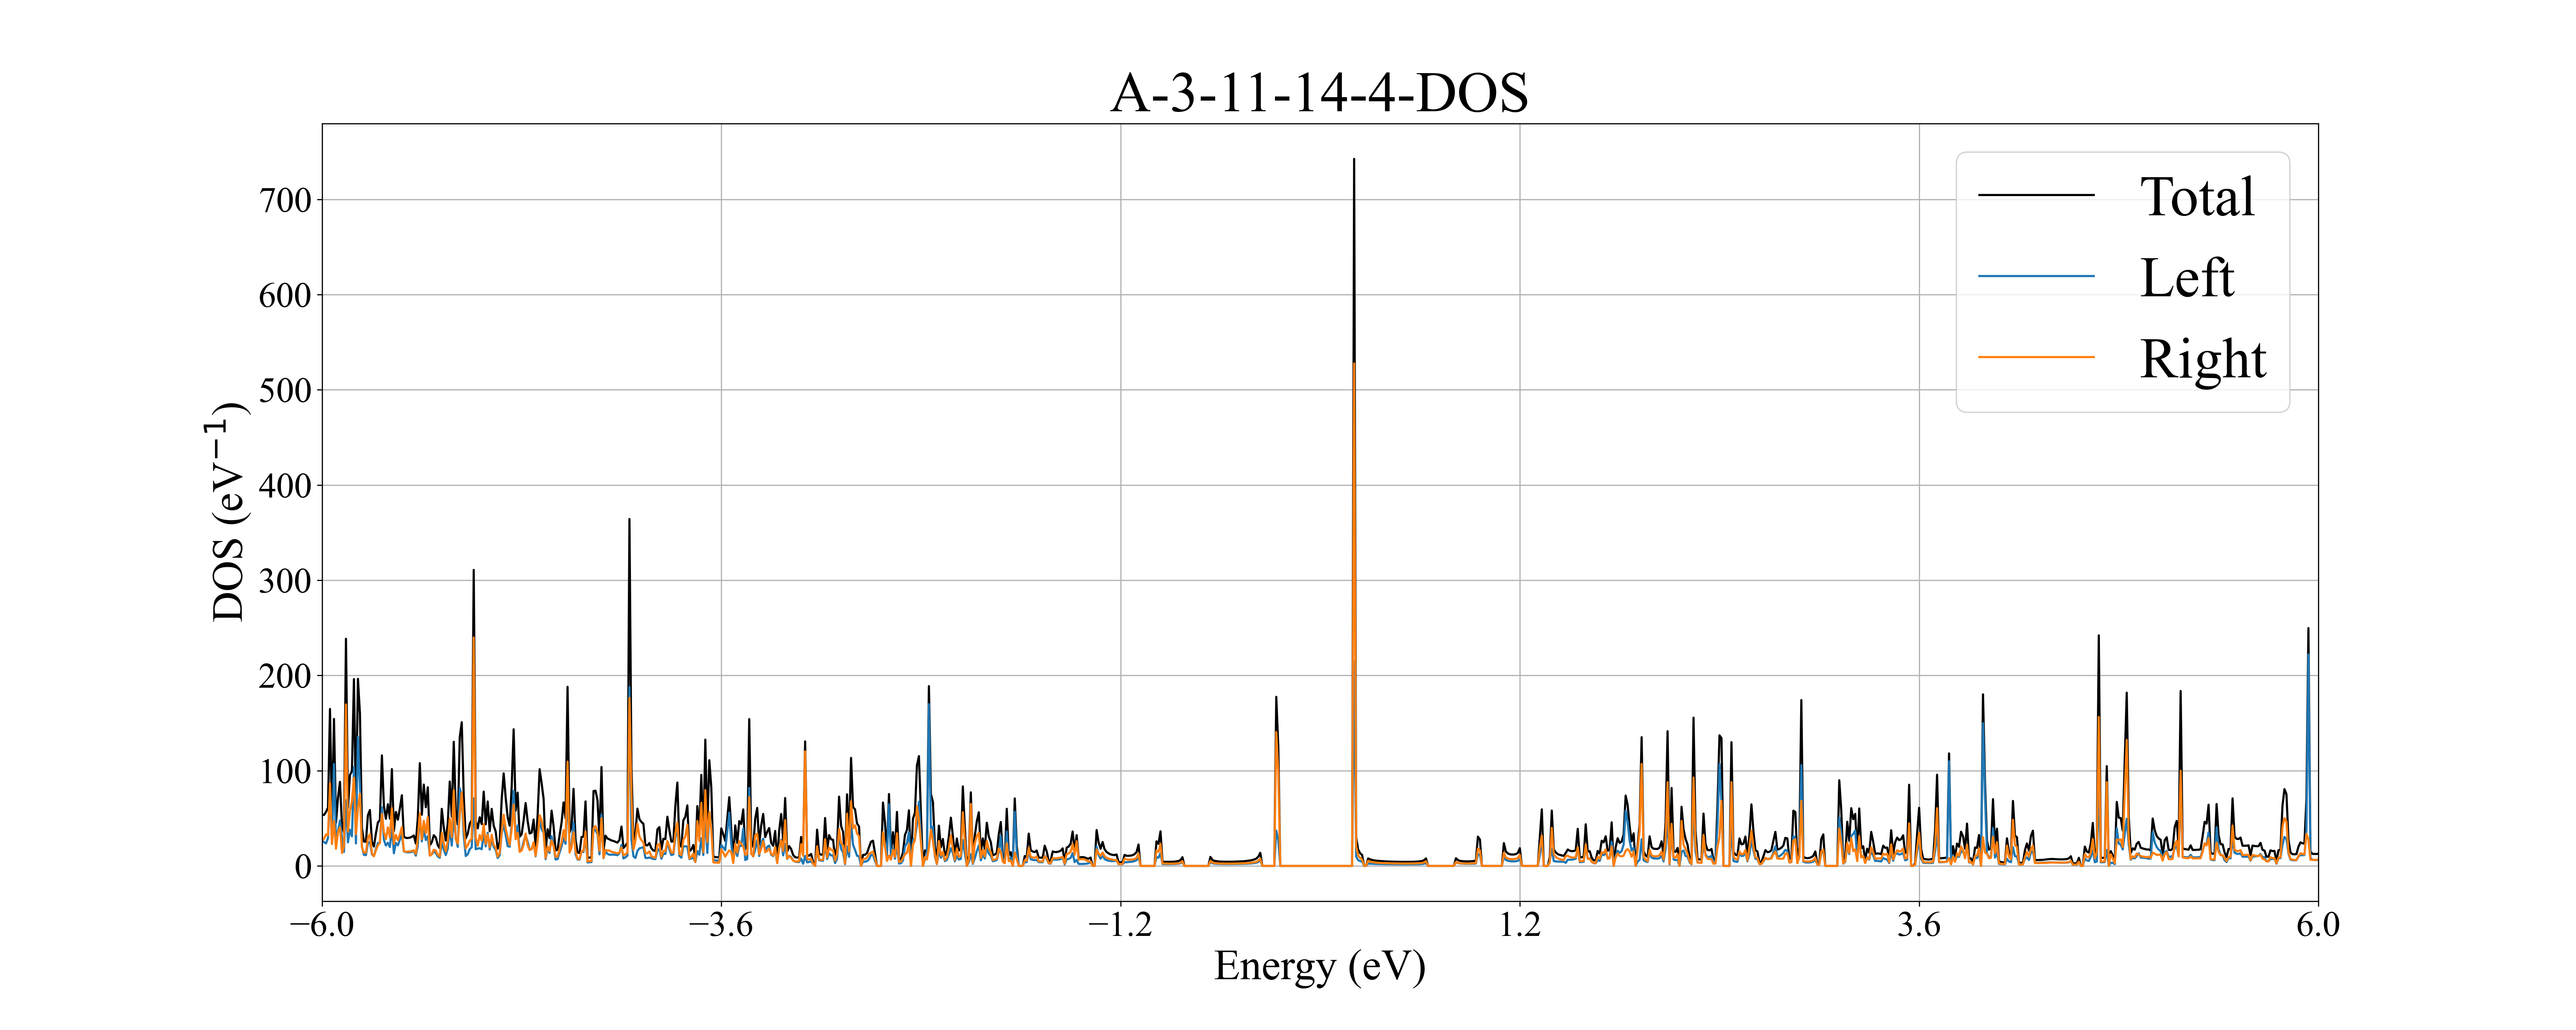 A-3-11-14-4-DOS
DOS (eV⁻¹)
700
600
500
400
300
200
100
0
−6.0
−3.6
−1.2
1.2
3.6
6.0
Energy (eV)
Total
Left
Right